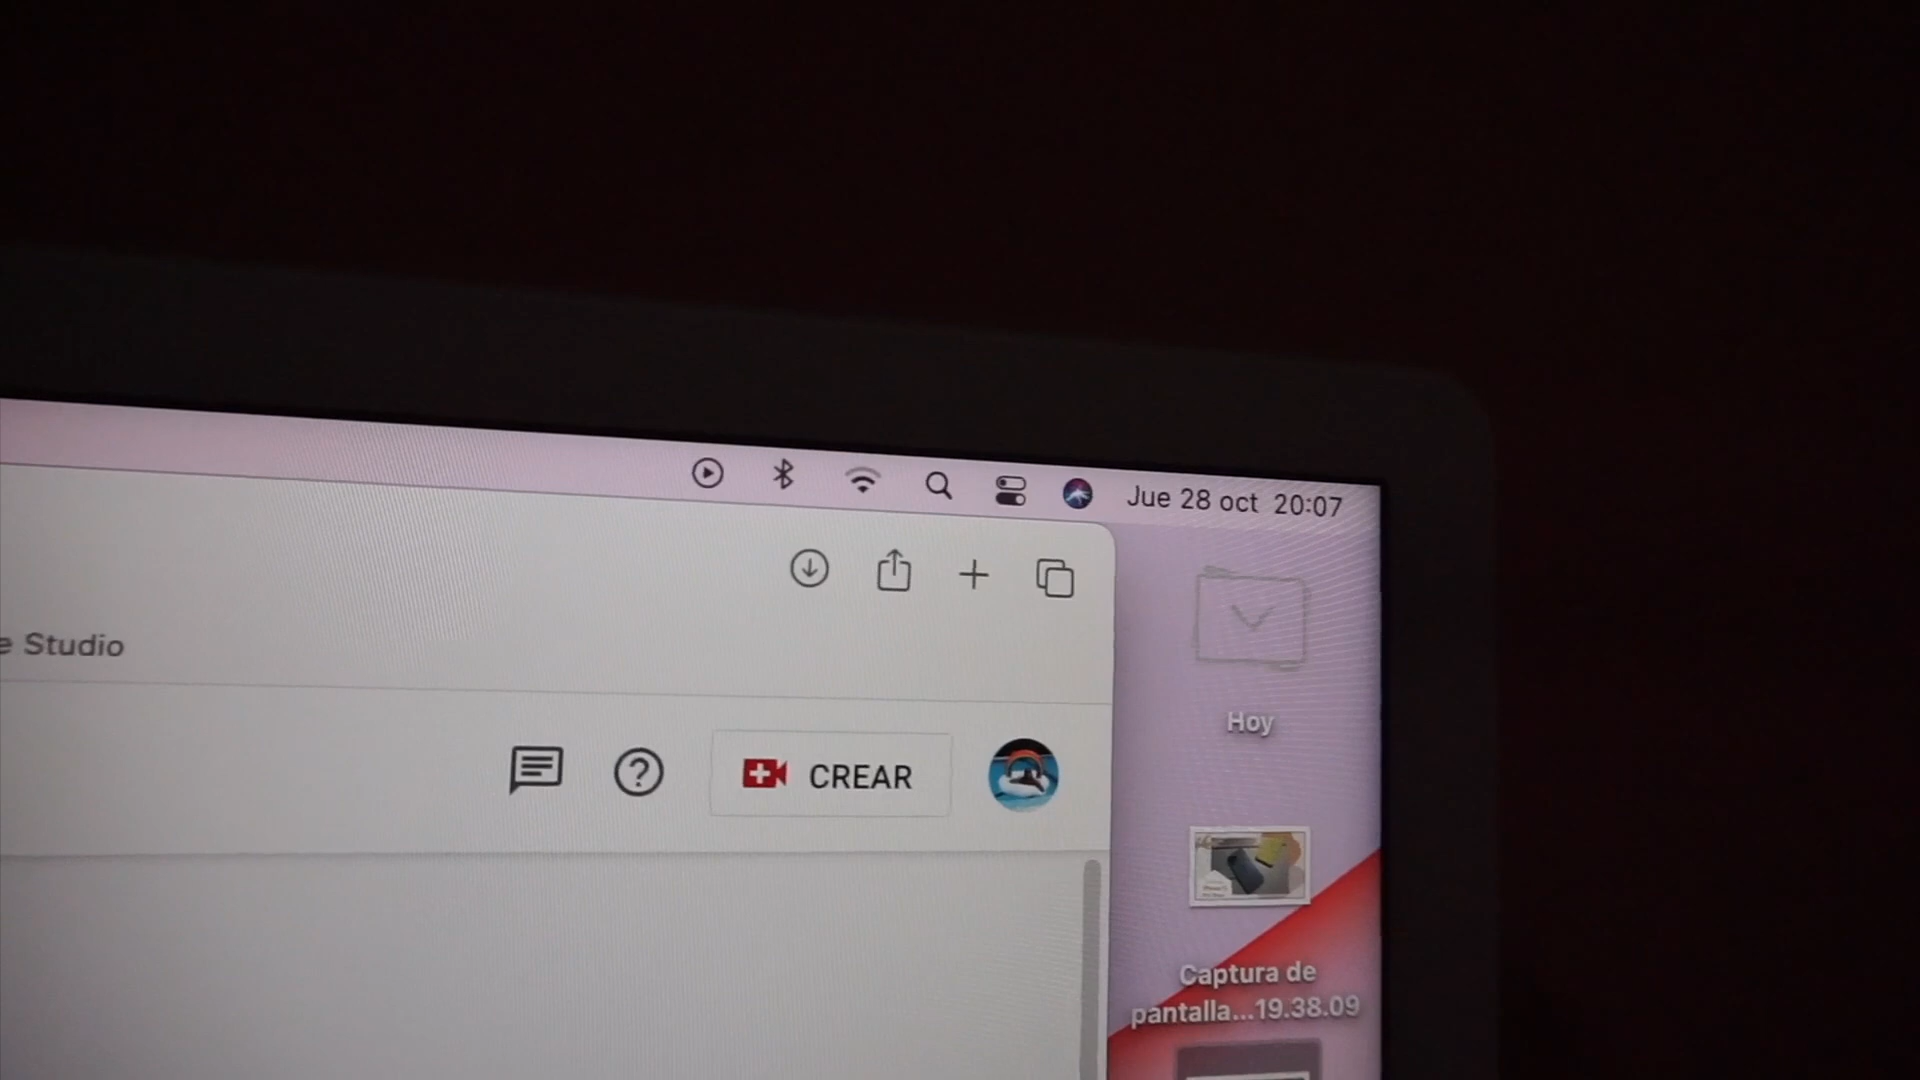 Jue 28 oct 20:07
e Studio
Hoy
CREAR
Captura de
pantalla...19.38.09